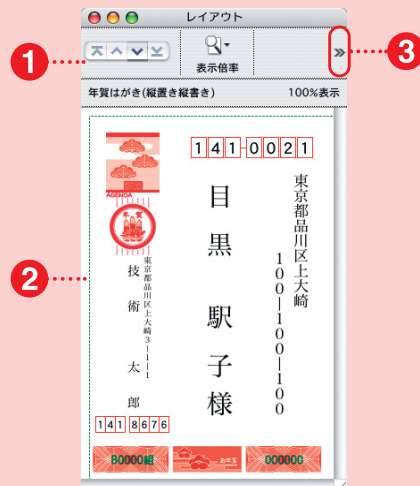 レイアウト
表示倍率
1
3
年賀はがき(縦置き縦書き)
100%表示
141-0021
東京都品川区上大崎
100-100-100
目黒 駅子様
AGENDA
年賀
2
東京都品川区上大崎3-1-1
技術 太郎
141 8676
B0000組
お年玉
000000